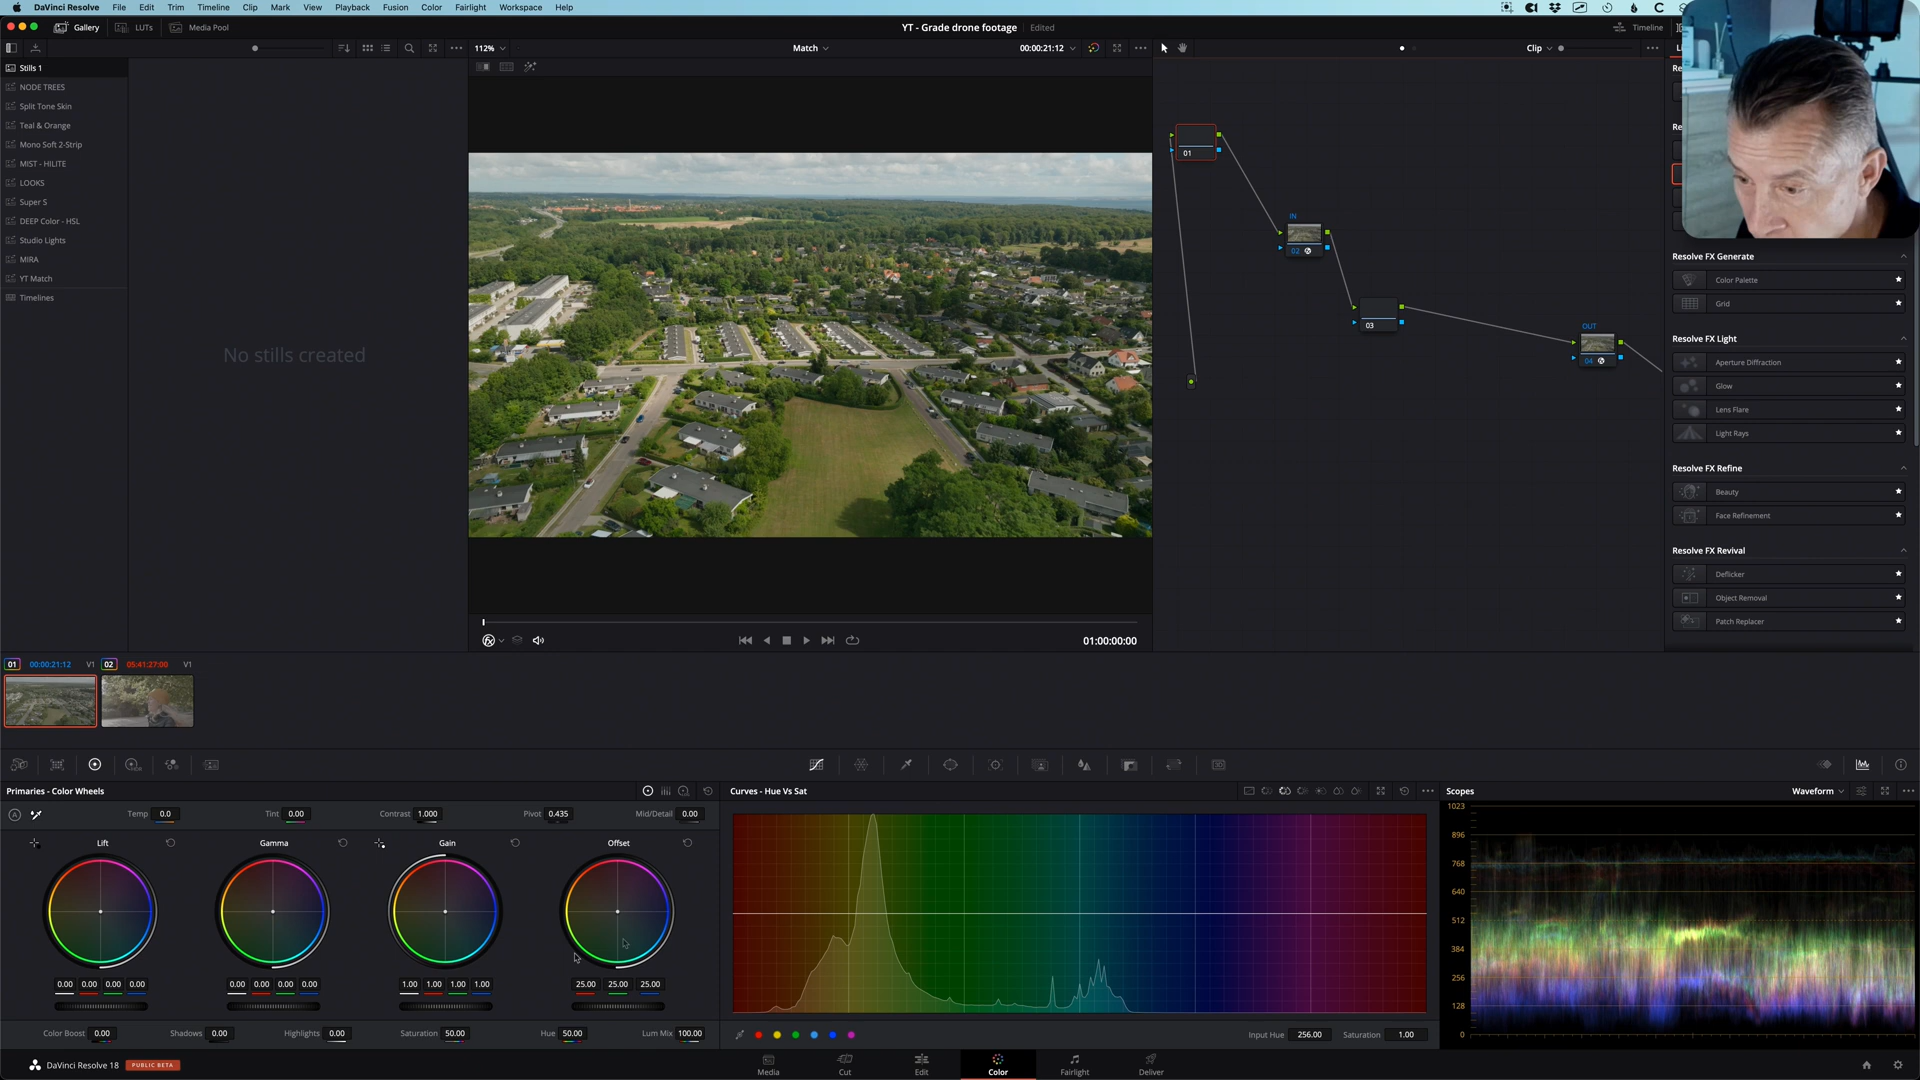 DaVinci Resolve File Edit Trim Timeline Clip Mark View Playback Fusion Color Fairlight Workspace Help
Gallery LUTs Media Pool YT - Grade drone footage Edited Timeline
112% Match 00:00:21:12 Clip
Stills 1
NODE TREES
Split Tone Skin
Teal & Orange
Mono Soft 2-Strip
MIST - HILITE
LOOKS
Super S
DEEP Color - HSL
Studio Lights
MIRA
YT Match
Timelines
No stills created
01
IN
02
03
OUT
04
Resolve FX Generate
Color Palette
Grid
Resolve FX Light
Aperture Diffraction
Glow
Lens Flare
Light Rays
Resolve FX Refine
Beauty
Face Refinement
Resolve FX Revival
Deflicker
Object Removal
Patch Replacer
01:00:00:00
01 00:00:21:12 V1 02 05:41:27:00 V1
Primaries - Color Wheels
Temp 0.0 Tint 0.00 Contrast 1.000 Pivot 0.435 Mid/Detail 0.00
Lift Gamma Gain Offset
0.00 0.00 0.00 0.00 0.00 0.00 0.00 0.00 1.00 1.00 1.00 1.00 25.00 25.00 25.00
Color Boost 0.00 Shadows 0.00 Highlights 0.00 Saturation 50.00 Hue 50.00 Lum Mix 100.00
Curves - Hue Vs Sat
Input Hue 256.00 Saturation 1.00
Scopes Waveform
1023
896
768
640
512
384
256
128
0
DaVinci Resolve 18 PUBLIC BETA
Media Cut Edit Color Fairlight Deliver